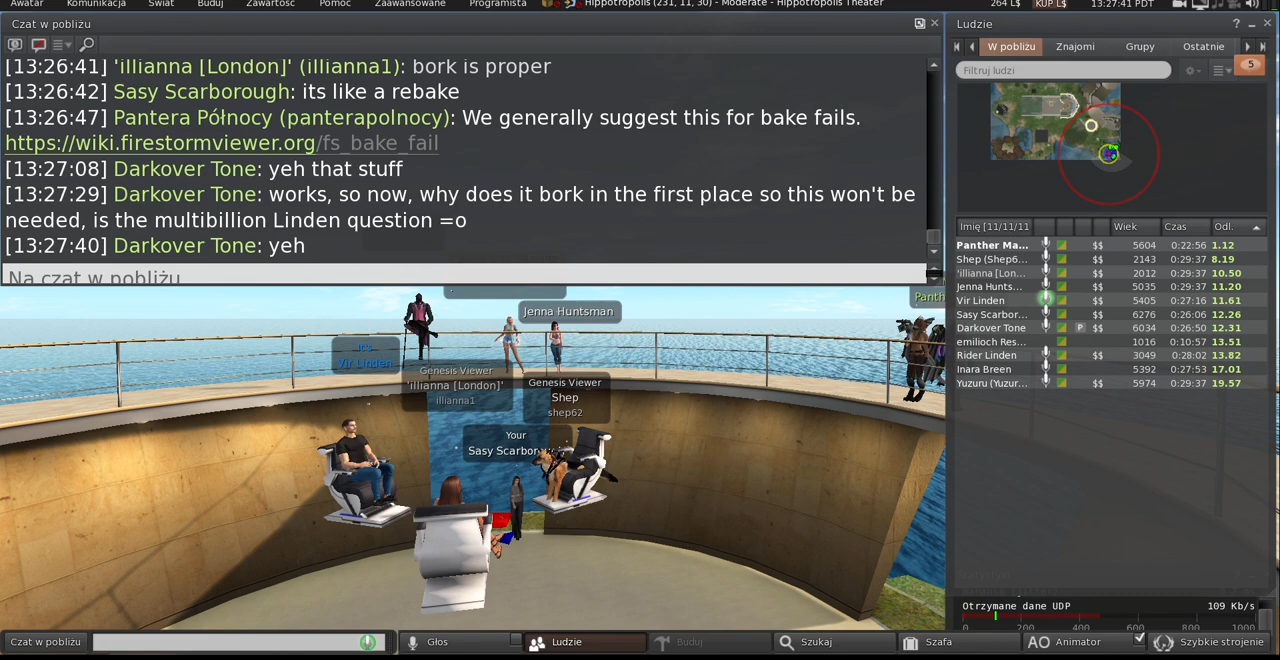 Awatar Komunikacja Świat Buduj Zawartość Pomoc Zaawansowane Programista Hippotropolis (231, 11, 30) - Moderate - Hippotropolis Theater 264 L$ KUP L$ 13:27:41 PDT
Czat w pobliżu
[13:26:41] 'illianna [London]' (illianna1): bork is proper
[13:26:42] Sasy Scarborough: its like a rebake
[13:26:47] Pantera Północy (panterapolnocy): We generally suggest this for bake fails.
https://wiki.firestormviewer.org/fs_bake_fail
[13:27:08] Darkover Tone: yeh that stuff
[13:27:29] Darkover Tone: works, so now, why does it bork in the first place so this won't be
needed, is the multibillion Linden question =o
[13:27:40] Darkover Tone: yeh
Na czat w pobliżu
Ludzie
W pobliżu Znajomi Grupy Ostatnie
Filtruj ludzi
5
Imię [11/11/11 Wiek Czas Odl.
Panther Ma... $$ 5604 0:22:56 1.12
Shep (Shep6... $$ 2143 0:29:37 8.19
'illianna [Lon... $$ 2012 0:29:37 10.50
Jenna Hunts... $$ 5035 0:29:37 11.20
Vir Linden $$ 5405 0:27:16 11.61
Sasy Scarbor... $$ 6276 0:26:06 12.26
Darkover Tone P $$ 6034 0:26:50 12.31
emilioch Res... 1016 0:10:57 13.51
Rider Linden $$ 3049 0:28:02 13.82
Inara Breen 5392 0:27:53 17.01
Yuzuru (Yuzur... $$ 5974 0:29:37 19.57
Panth
Jenna Huntsman
It's
Vir Linden
Genesis Viewer
'illianna [London]'
illianna1
Genesis Viewer
Shep
shep62
Your
Sasy Scarboro
Otrzymane dane UDP 109 Kb/s
0 200 400 600 800 1000
Czat w pobliżu Głos Ludzie Buduj Szukaj Szafa AO Animator Szybkie strojenie